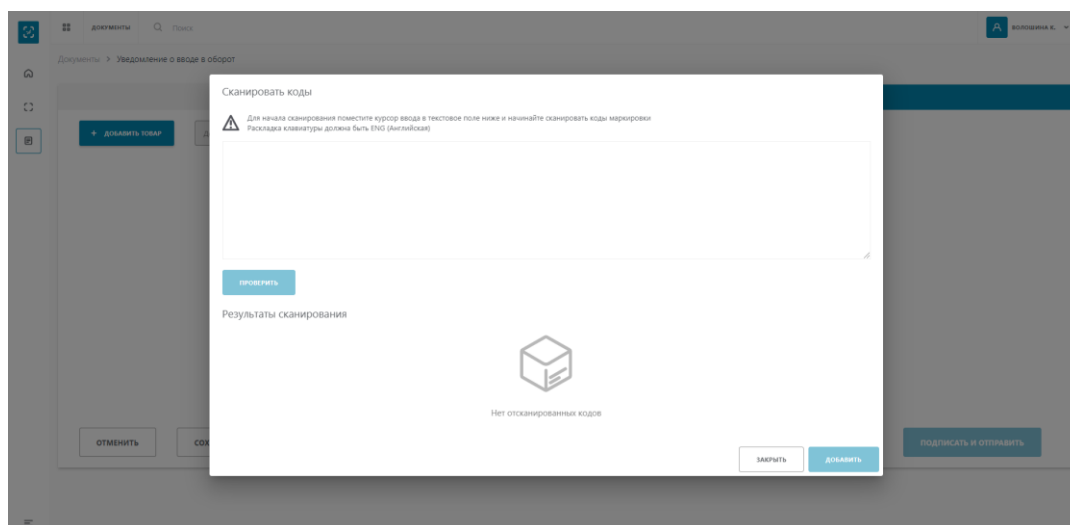 ДОКУМЕНТЫ
Поиск
ВОЛОШИНА К.
Документы > Уведомление о вводе в оборот
Сканировать коды
Для начала сканирования поместите курсор ввода в текстовое поле ниже и начинайте сканировать коды маркировки
Раскладка клавиатуры должна быть ENG (Английская)
+ ДОБАВИТЬ ТОВАР
ПРОВЕРИТЬ
Результаты сканирования
Нет отсканированных кодов
ОТМЕНИТЬ
СОХ
ПОДПИСАТЬ И ОТПРАВИТЬ
ЗАКРЫТЬ
ДОБАВИТЬ